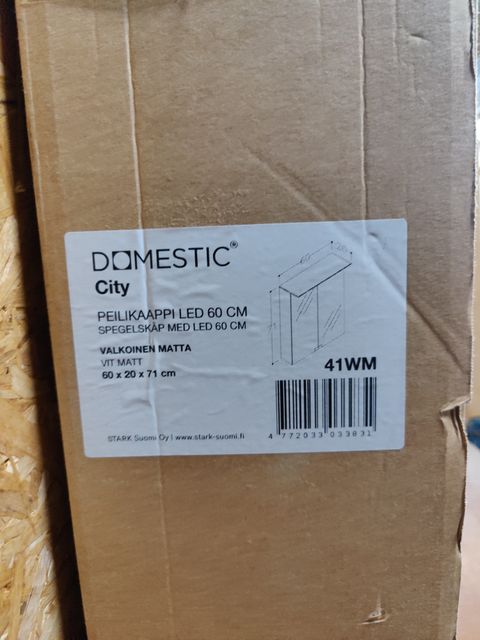 DOMESTIC®
City
PEILIKAAPPI LED 60 CM
SPEGELSKÅP MED LED 60 CM
VALKOINEN MATTA
VIT MATT
60 x 20 x 71 cm
60
41WM
STARK Suomi Oy | www.stark-suomi.fi
4 772033 033831